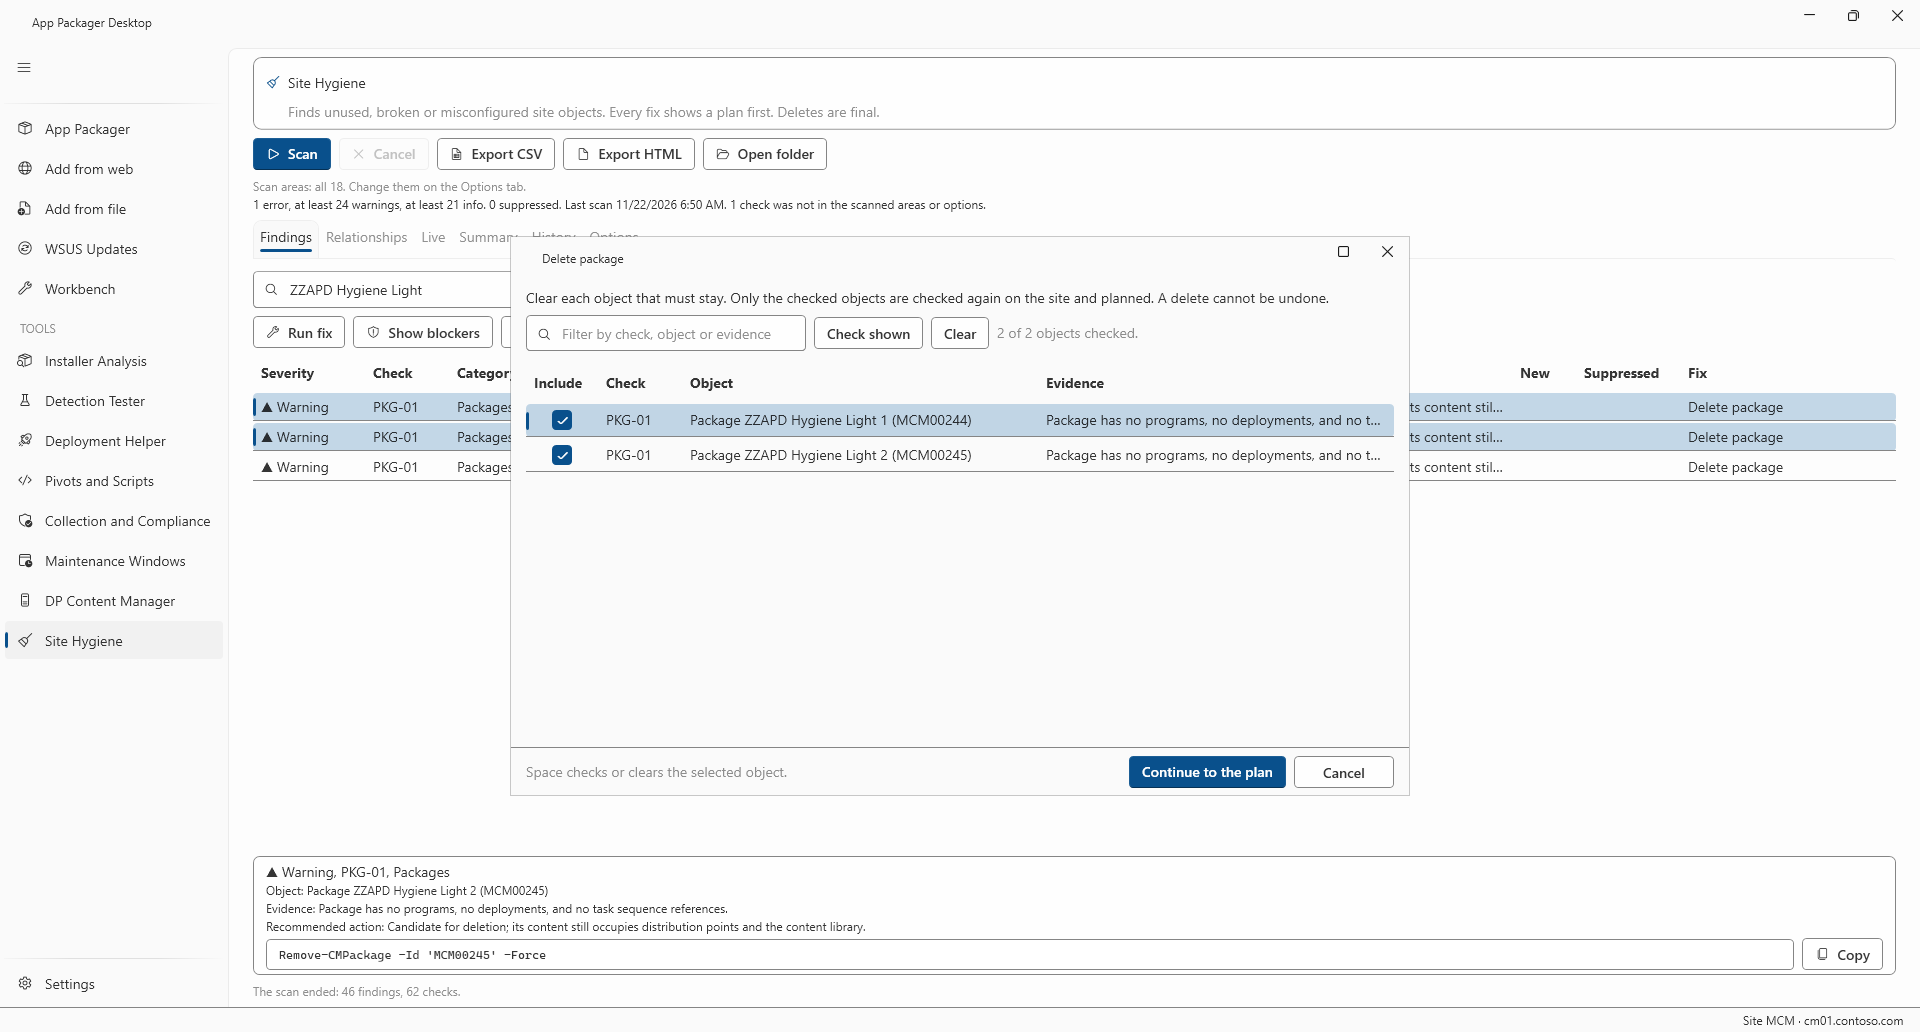 App Packager Desktop
Site Hygiene
Finds unused, broken or misconfigured site objects. Every fix shows a plan first. Deletes are final.
App Packager
Add from web
Add from file
WSUS Updates
Workbench
TOOLS
Installer Analysis
Detection Tester
Deployment Helper
Pivots and Scripts
Collection and Compliance
Maintenance Windows
DP Content Manager
Site Hygiene
Settings
Scan Cancel Export CSV Export HTML Open folder
Scan areas: all 18. Change them on the Options tab.
1 error, at least 24 warnings, at least 21 info. 0 suppressed. Last scan 11/22/2026 6:50 AM. 1 check was not in the scanned areas or options.
Findings Relationships Live Summary History Options
ZZAPD Hygiene Light
Run fix Show blockers
Severity Check Category New Suppressed Fix
Warning PKG-01 Packages ts content stil... Delete package
Warning PKG-01 Packages ts content stil... Delete package
Warning PKG-01 Packages ts content stil... Delete package
Delete package
Clear each object that must stay. Only the checked objects are checked again on the site and planned. A delete cannot be undone.
Filter by check, object or evidence Check shown Clear 2 of 2 objects checked.
Include Check Object Evidence
PKG-01 Package ZZAPD Hygiene Light 1 (MCM00244) Package has no programs, no deployments, and no t...
PKG-01 Package ZZAPD Hygiene Light 2 (MCM00245) Package has no programs, no deployments, and no t...
Space checks or clears the selected object. Continue to the plan Cancel
Warning, PKG-01, Packages
Object: Package ZZAPD Hygiene Light 2 (MCM00245)
Evidence: Package has no programs, no deployments, and no task sequence references.
Recommended action: Candidate for deletion; its content still occupies distribution points and the content library.
Remove-CMPackage -Id 'MCM00245' -Force Copy
The scan ended: 46 findings, 62 checks.
Site MCM · cm01.contoso.com